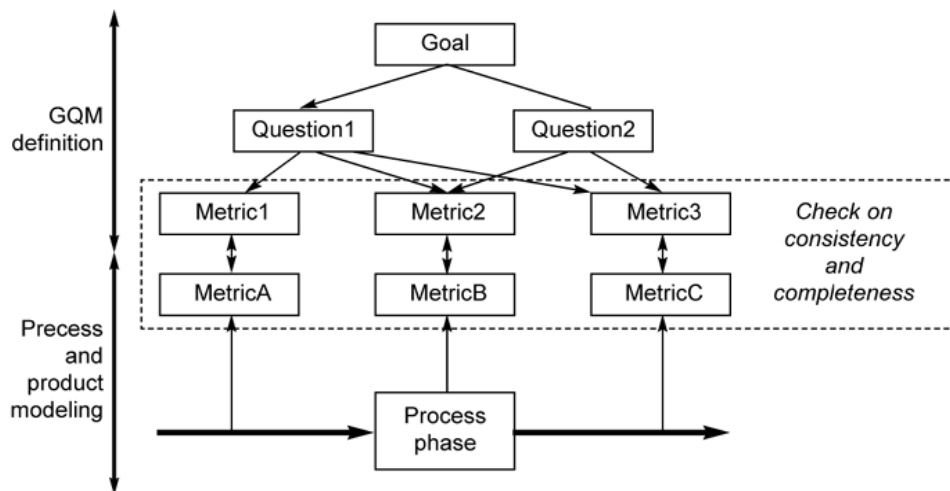 Goal
GQM
definition
Question1
Question2
Metric1
Metric2
Metric3
Check on
consistency
and
completeness
MetricA
MetricB
MetricC
Precess
and
product
modeling
Process
phase